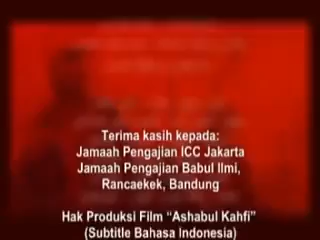 Terima kasih kepada:
Jamaah Pengajian ICC Jakarta
Jamaah Pengajian Babul Ilmi,
Rancaekek, Bandung
Hak Produksi Film “Ashabul Kahfi”
(Subtitle Bahasa Indonesia)